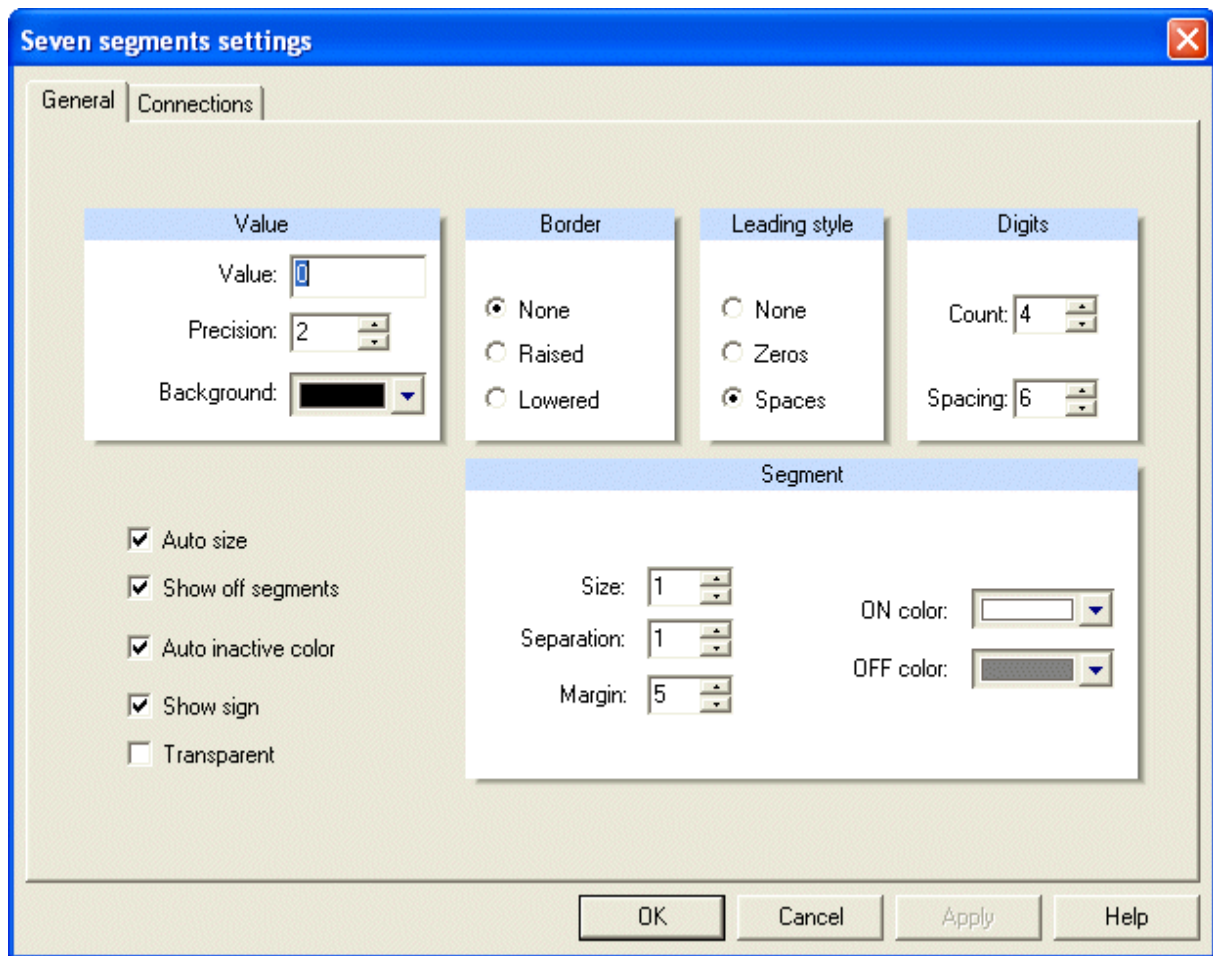 Seven segments settings
General
Connections
Value
Value: 0
Precision: 2
Background:
Border
None
Raised
Lowered
Leading style
None
Zeros
Spaces
Digits
Count: 4
Spacing: 6
Auto size
Show off segments
Auto inactive color
Show sign
Transparent
Segment
Size: 1
Separation: 1
Margin: 5
ON color:
OFF color:
OK
Cancel
Apply
Help